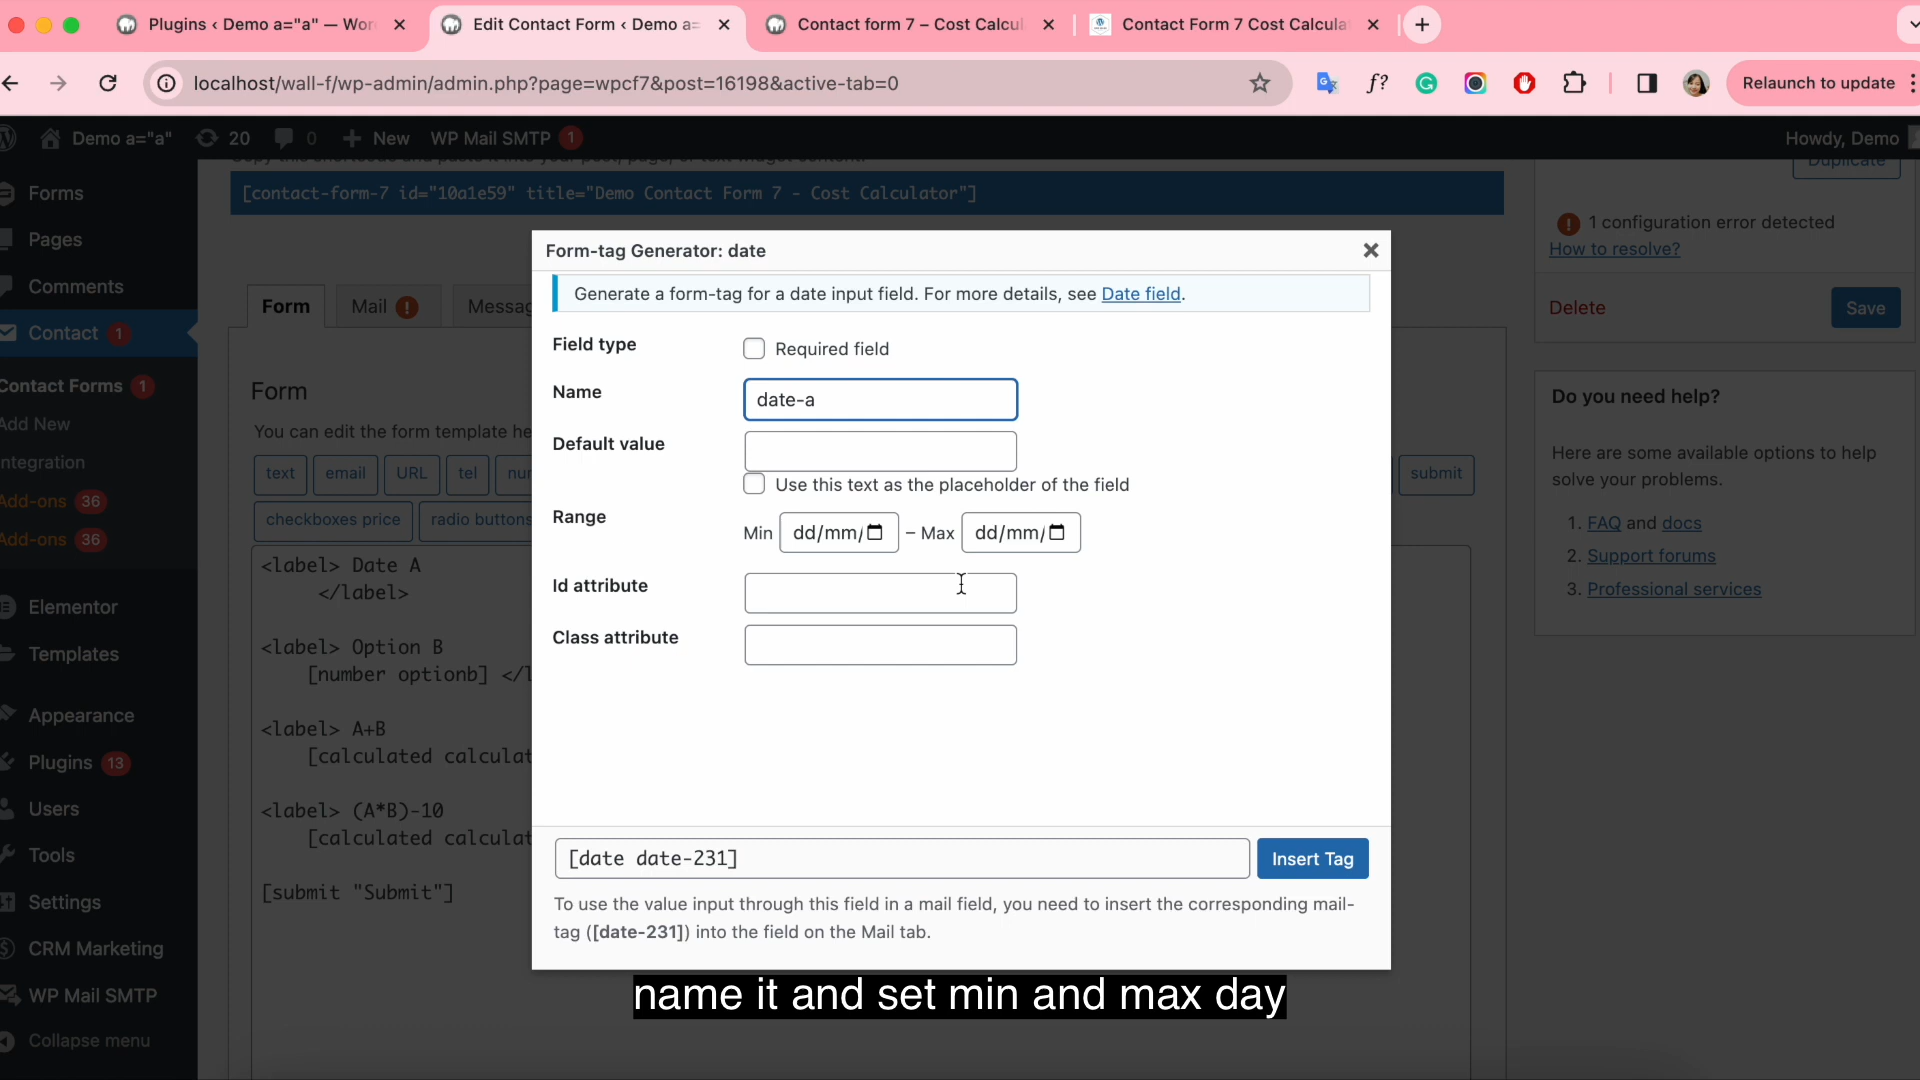 Plugins ‹ Demo a="a" — Wor
Edit Contact Form ‹ Demo a=
Contact form 7 – Cost Calcul
Contact Form 7 Cost Calcula
localhost/wall-f/wp-admin/admin.php?page=wpcf7&post=16198&active-tab=0
f?
Relaunch to update
Demo a="a"
20
0
New
WP Mail SMTP 1
Howdy, Demo
Duplicate
[contact-form-7 id="10a1e59" title="Demo Contact Form 7 - Cost Calculator"]
Forms
Pages
Comments
Contact 1
Contact Forms 1
Add New
ntegration
Add-ons 36
Add-ons 36
Elementor
Templates
Appearance
Plugins 13
Users
Tools
Settings
CRM Marketing
WP Mail SMTP
Collapse menu
Form
Mail
Messag
Form
You can edit the form template he
text
email
URL
tel
num
submit
checkboxes price
radio buttons
<label> Date A
</label>
<label> Option B
[number optionb] </l
<label> A+B
[calculated calculat
<label> (A*B)-10
[calculated calculat
[submit "Submit"]
Form-tag Generator: date
Generate a form-tag for a date input field. For more details, see Date field.
Field type
Required field
Name
date-a
Default value
Use this text as the placeholder of the field
Range
Min dd/mm/ – Max dd/mm/
Id attribute
Class attribute
[date date-231]
Insert Tag
To use the value input through this field in a mail field, you need to insert the corresponding mail-
tag ([date-231]) into the field on the Mail tab.
1 configuration error detected
How to resolve?
Delete
Save
Do you need help?
Here are some available options to help
solve your problems.
1. FAQ and docs
2. Support forums
3. Professional services
name it and set min and max day